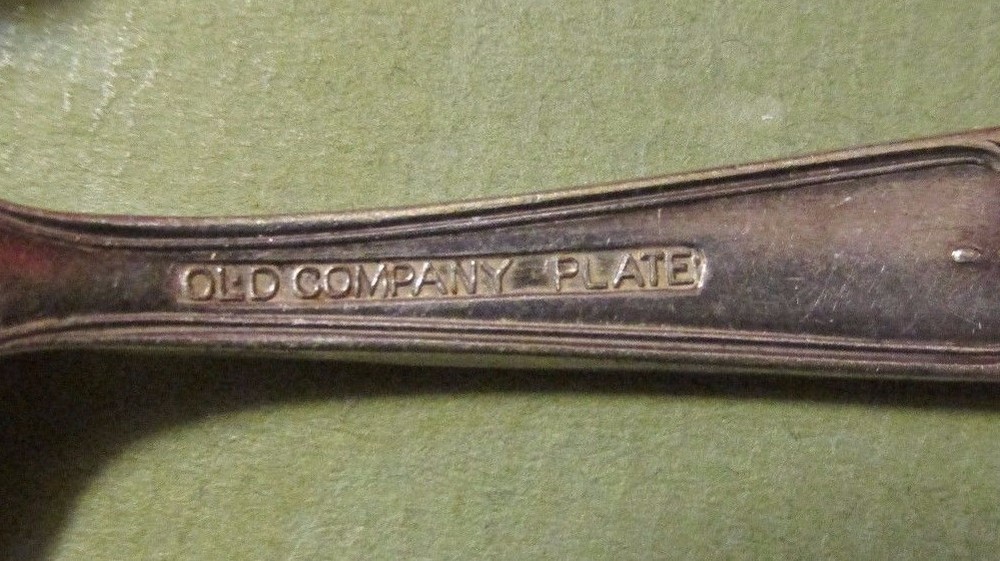 OLD COMPANY PLATE